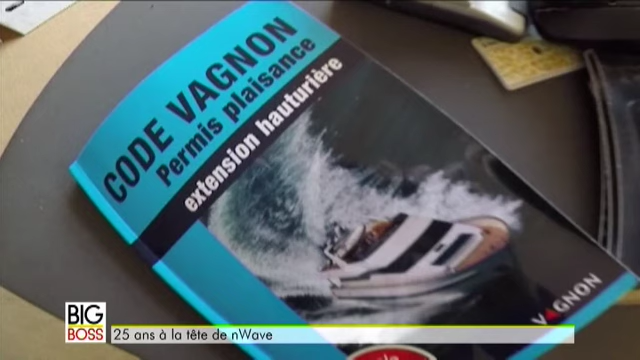 CODE VAGNON
Permis plaisance
extension hauturière
VAGNON
BIG
BOSS
25 ans à la tête de nWave